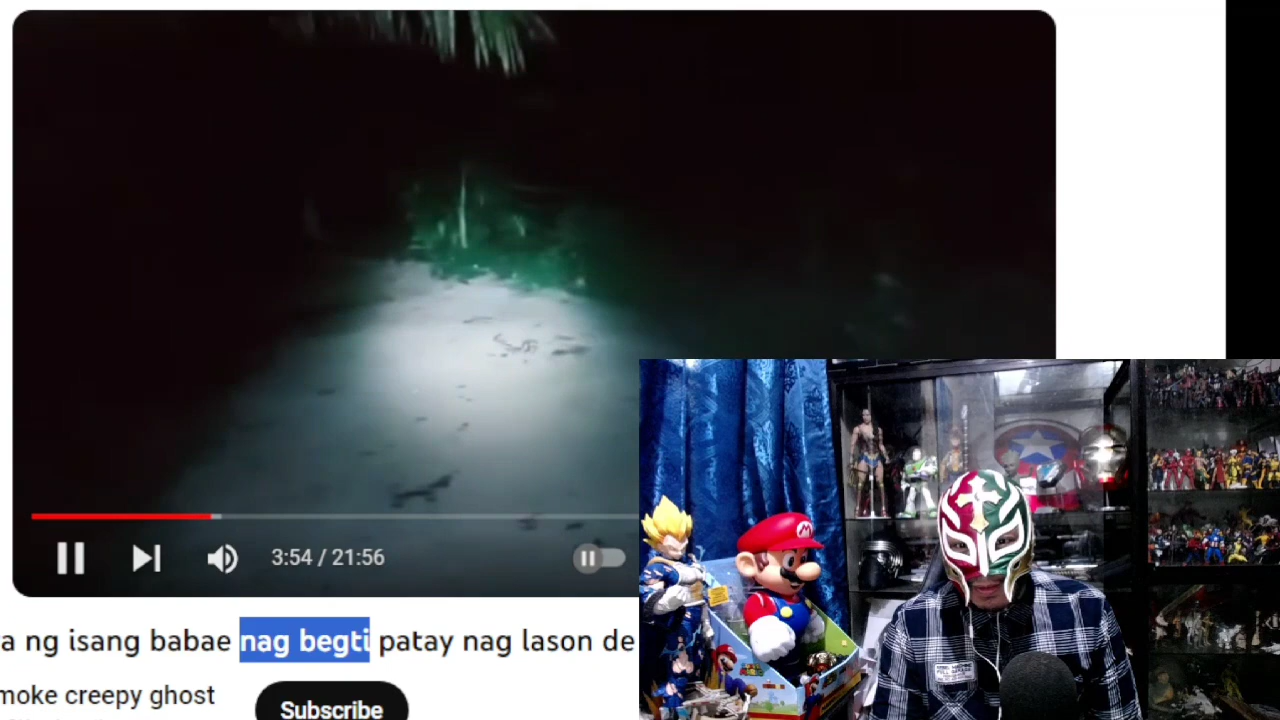 3:54 / 21:56
a ng isang babae nag begti patay nag lason de
moke creepy ghost
Subscribe